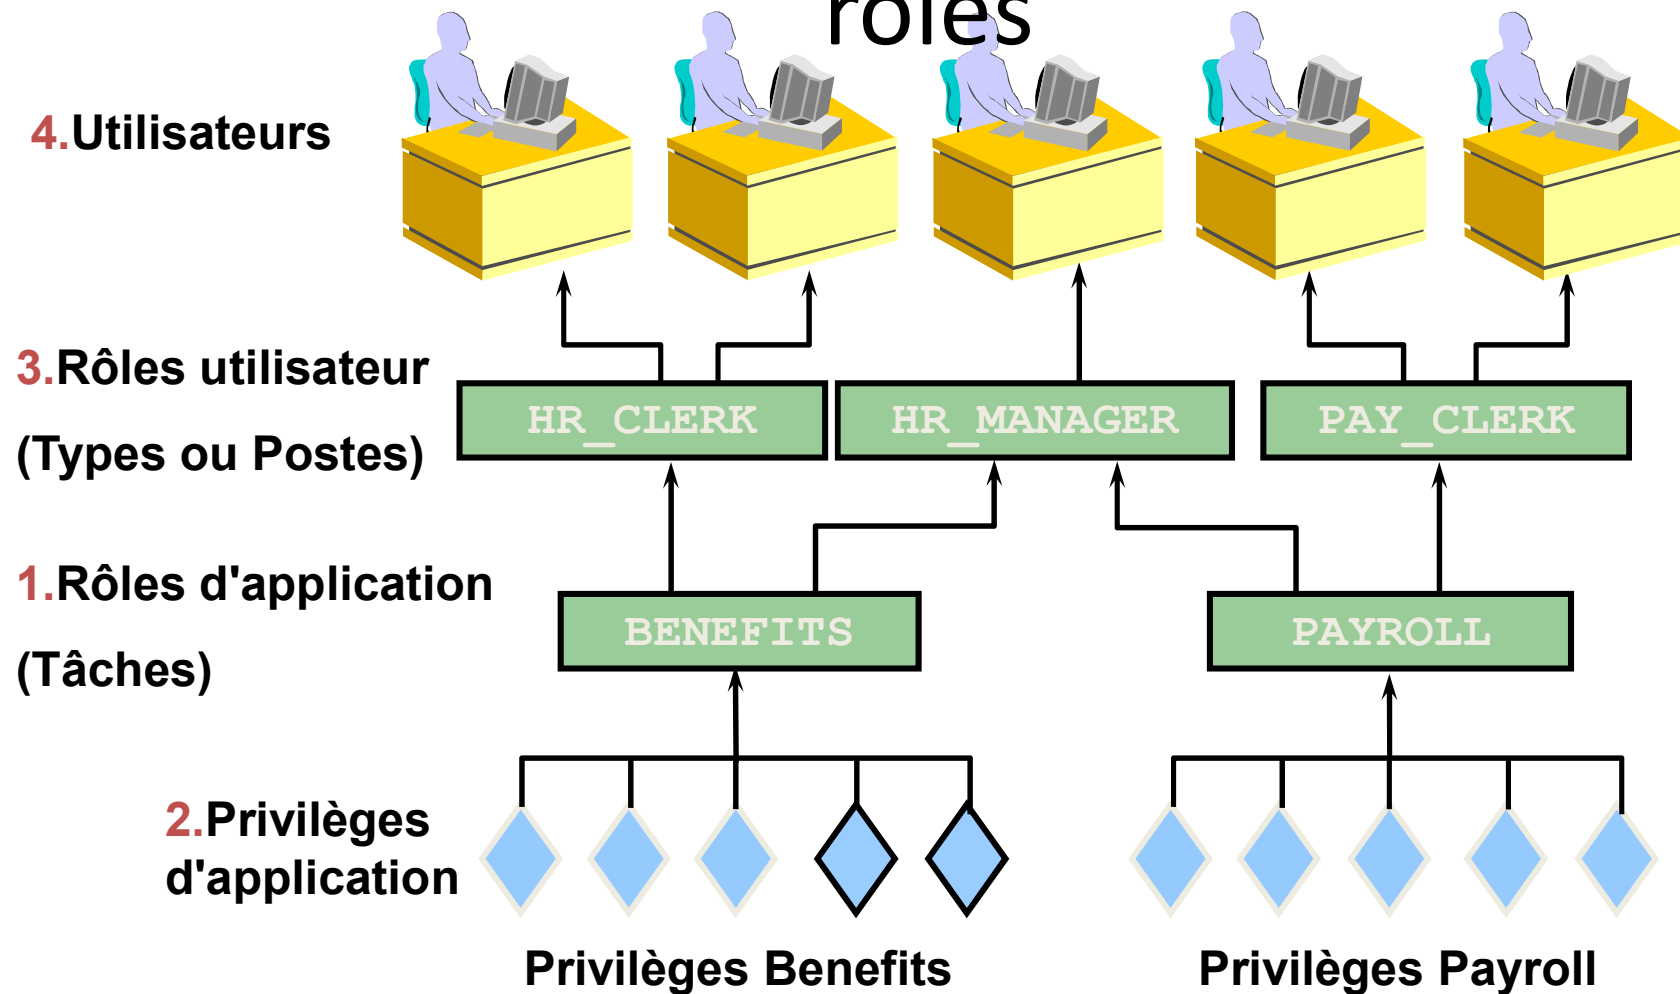 rôles
4.Utilisateurs
3.Rôles utilisateur
(Types ou Postes)
HR_CLERK
HR_MANAGER
PAY_CLERK
1.Rôles d'application
(Tâches)
BENEFITS
PAYROLL
2.Privilèges
d'application
Privilèges Benefits
Privilèges Payroll